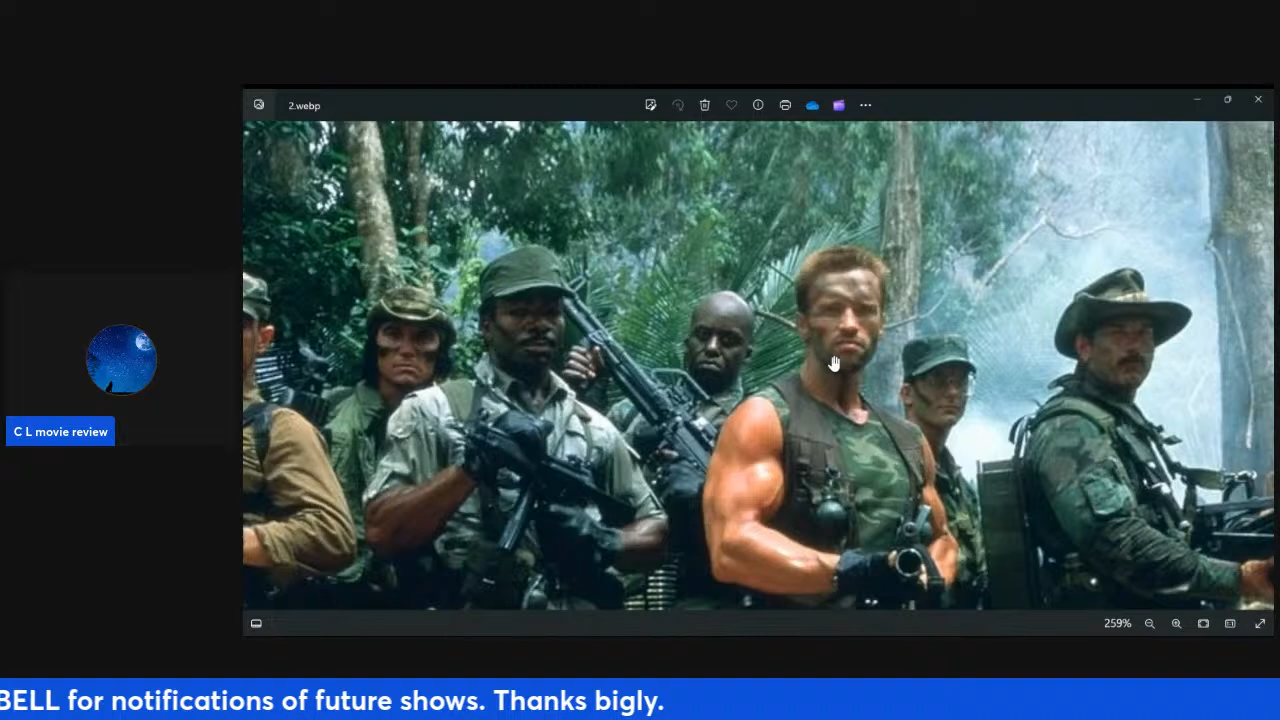 2.webp
C L movie review
259%
BELL for notifications of future shows. Thanks bigly.